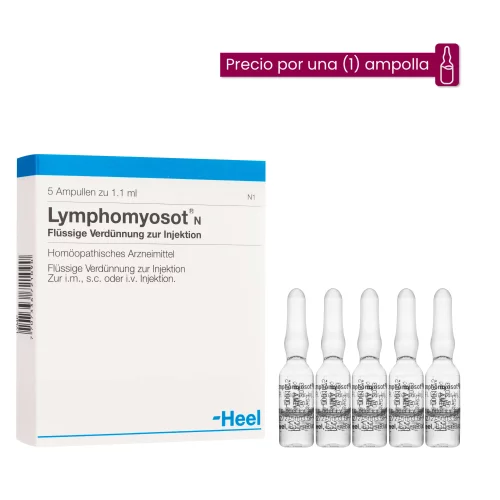 Precio por una (1) ampolla
5 Ampullen zu 1.1 ml
N1
Lymphomyosot® N
Flüssige Verdünnung zur Injektion
Homöopathisches Arzneimittel
Flüssige Verdünnung zur Injektion
Zur i.m., s.c. oder i.v. Injektion.
-Heel